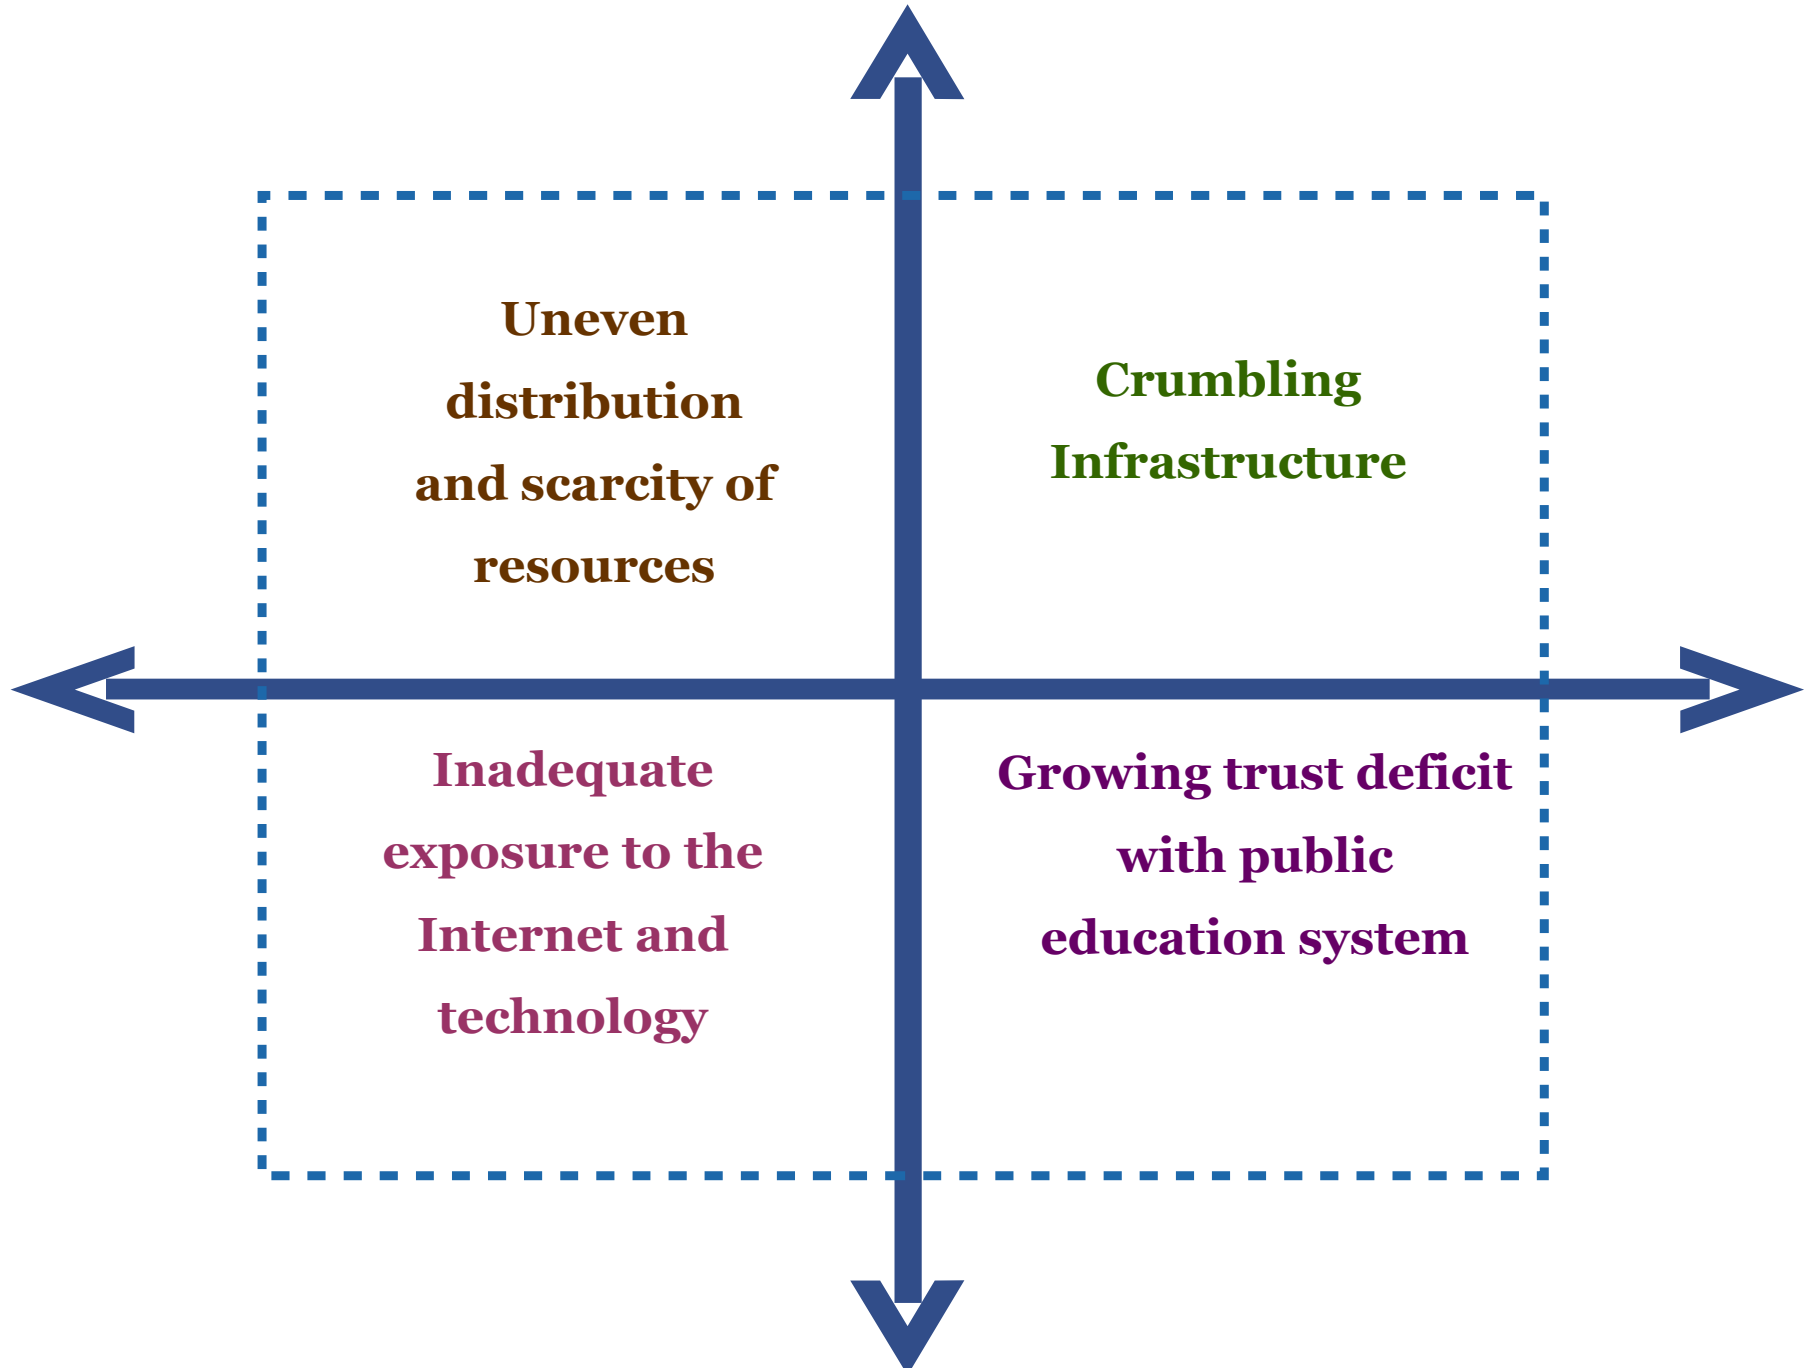 Uneven
distribution
and scarcity of
resources
Crumbling
Infrastructure
Inadequate
exposure to the
Internet and
technology
Growing trust deficit
with public
education system